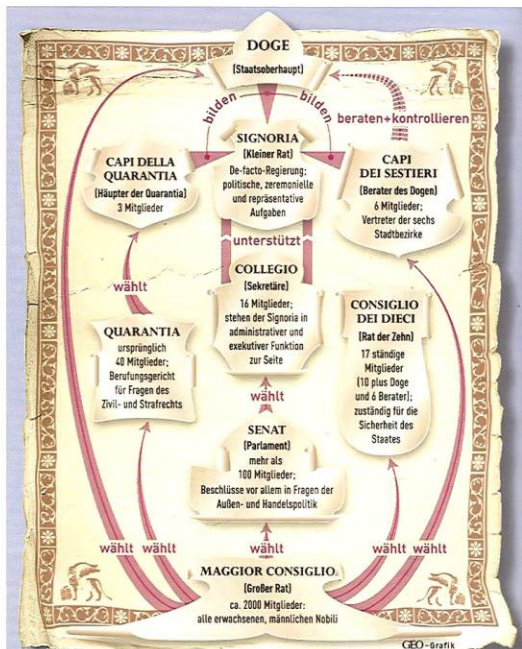 DOGE
(Staatsoberhaupt)
bilden
bilden
beraten+kontrollieren
SIGNORIA
(Kleiner Rat)
De-facto-Regierung;
politische, zeremonielle
und repräsentative
Aufgaben
CAPI DELLA
QUARANTIA
(Häupter der Quarantia)
3 Mitglieder
CAPI
DEI SESTIERI
(Berater des Dogen)
6 Mitglieder;
Vertreter der sechs
Stadtbezirke
unterstützt
wählt
COLLEGIO
(Sekretäre)
16 Mitglieder;
stehen der Signoria in
administrativer und
exekutiver Funktion
zur Seite
QUARANTIA
ursprünglich
40 Mitglieder;
Berufungsgericht
für Fragen des
Zivil- und Strafrechts
CONSIGLIO
DEI DIECI
(Rat der Zehn)
17 ständige
Mitglieder
(10 plus Doge
und 6 Berater);
zuständig für die
Sicherheit des
Staates
wählt
SENAT
(Parlament)
mehr als
100 Mitglieder;
Beschlüsse vor allem in Fragen der
Außen- und Handelspolitik
wählt
wählt
wählt
wählt
wählt
MAGGIOR CONSIGLIO
(Großer Rat)
ca. 2000 Mitglieder:
alle erwachsenen, männlichen Nobili
GEO-Grafik